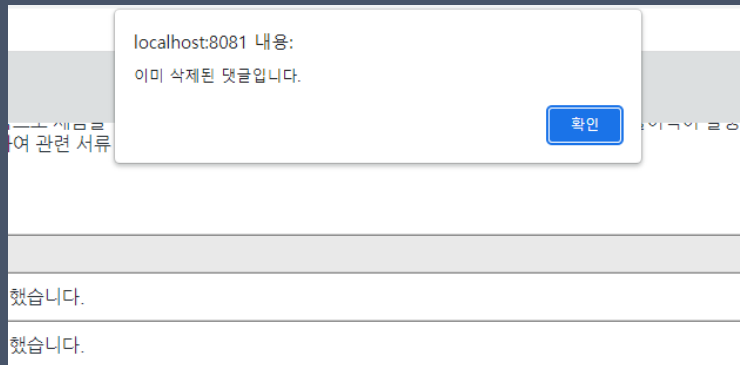 localhost:8081 내용:
이미 삭제된 댓글입니다.
확인
여 관련 서류
했습니다.
했습니다.